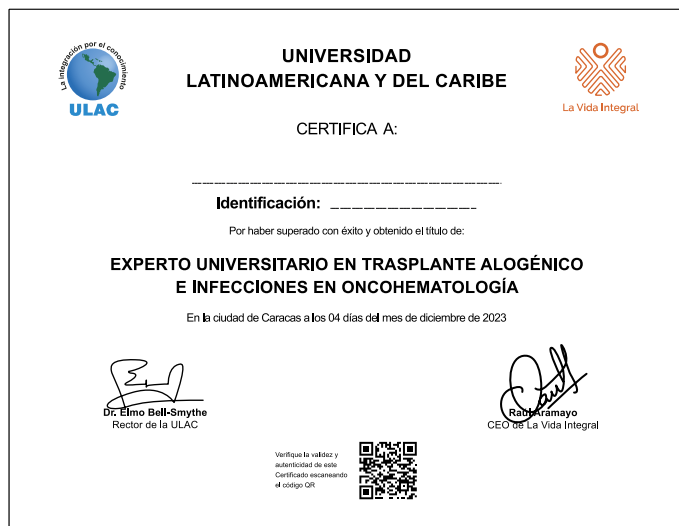 La integración por el conocimiento
ULAC
UNIVERSIDAD
LATINOAMERICANA Y DEL CARIBE
La Vida Integral
CERTIFICA A:
Identificación:
Por haber superado con éxito y obtenido el título de:
EXPERTO UNIVERSITARIO EN TRASPLANTE ALOGÉNICO
E INFECCIONES EN ONCOHEMATOLOGÍA
En la ciudad de Caracas a los 04 días del mes de diciembre de 2023
Dr. Elmo Bell-Smythe
Rector de la ULAC
Raúl Aramayo
CEO de La Vida Integral
Verifique la validez y
autenticidad de este
Certificado escaneando
el código QR